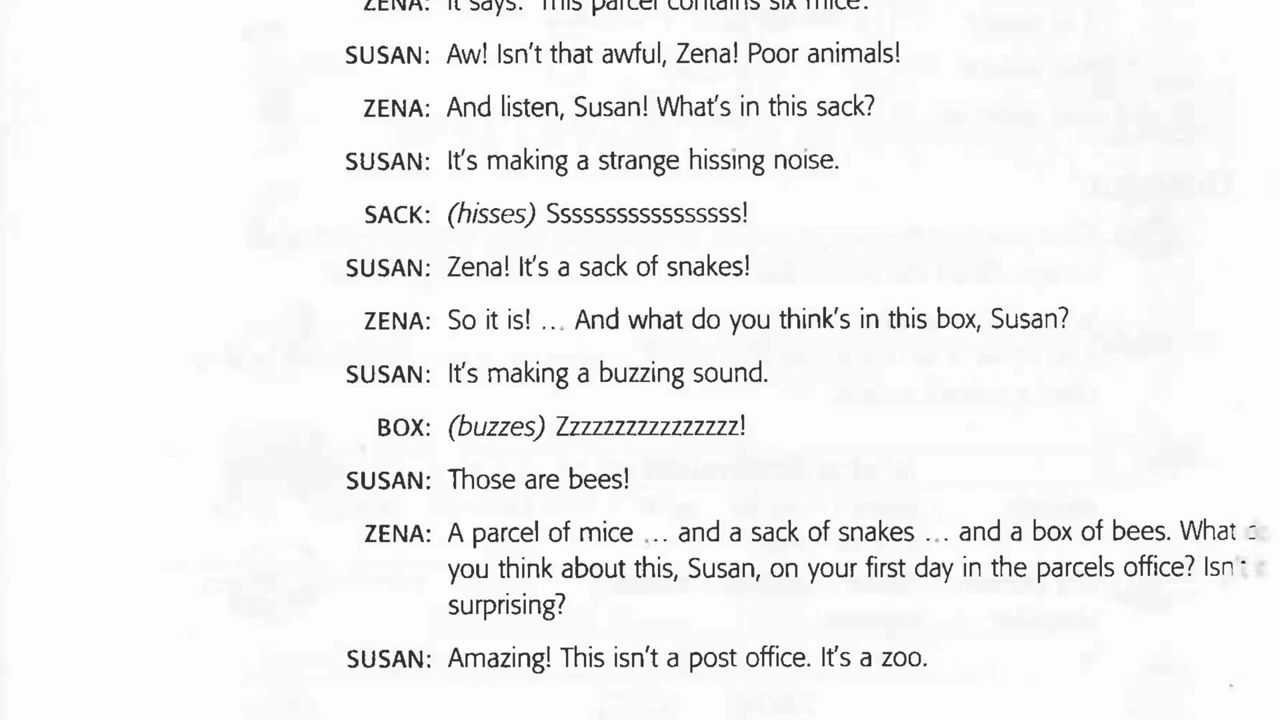 ZENA: It says: 'This parcel contains six mice'.
SUSAN: Aw! Isn't that awful, Zena! Poor animals!
ZENA: And listen, Susan! What's in this sack?
SUSAN: It's making a strange hissing noise.
SACK: (hisses) Ssssssssssssssssss!
SUSAN: Zena! It's a sack of snakes!
ZENA: So it is! ... And what do you think's in this box, Susan?
SUSAN: It's making a buzzing sound.
BOX: (buzzes) Zzzzzzzzzzzzzzzz!
SUSAN: Those are bees!
ZENA: A parcel of mice ... and a sack of snakes ... and a box of bees. What
you think about this, Susan, on your first day in the parcels office? Isn't
surprising?
SUSAN: Amazing! This isn't a post office. It's a zoo.